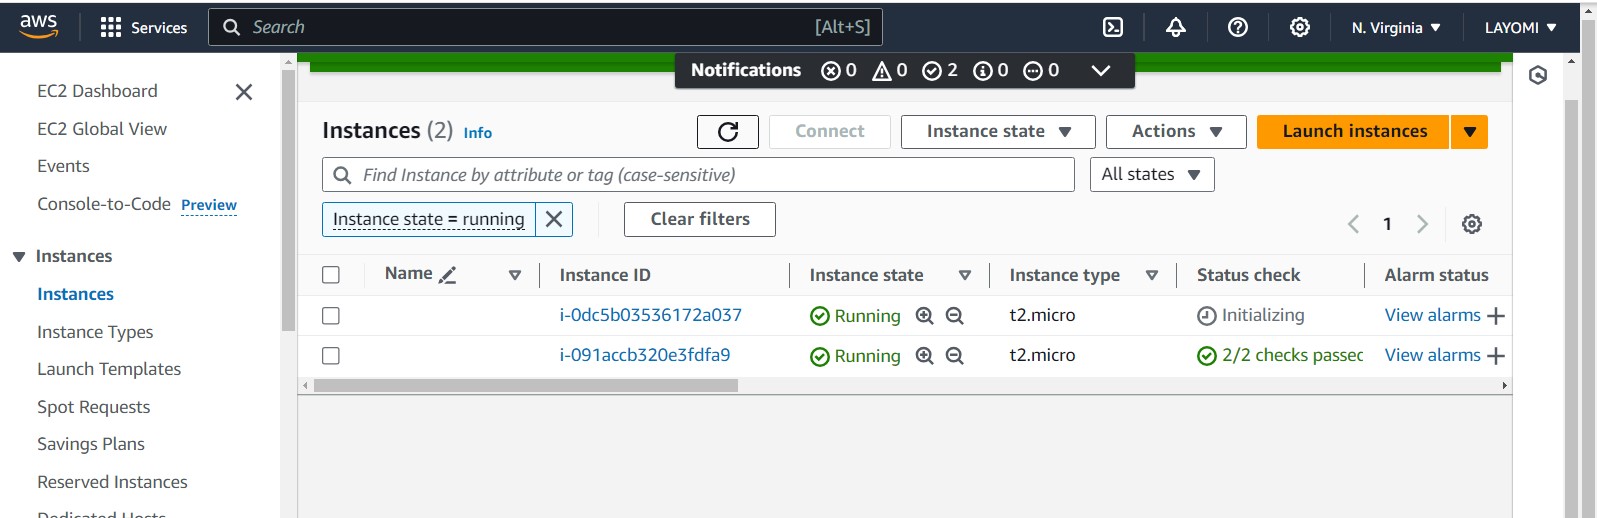 aws
Services
Search
[Alt+S]
N. Virginia
LAYOMI
Notifications 0 0 2 0 0
EC2 Dashboard
EC2 Global View
Events
Console-to-Code Preview
Instances
Instances
Instance Types
Launch Templates
Spot Requests
Savings Plans
Reserved Instances
Dedicated Hosts
Instances (2) Info
Connect
Instance state
Actions
Launch instances
Find Instance by attribute or tag (case-sensitive)
All states
Instance state = running
Clear filters
1
Name Instance ID Instance state Instance type Status check Alarm status
i-0dc5b03536172a037 Running t2.micro Initializing View alarms
i-091accb320e3fdfa9 Running t2.micro 2/2 checks passed View alarms